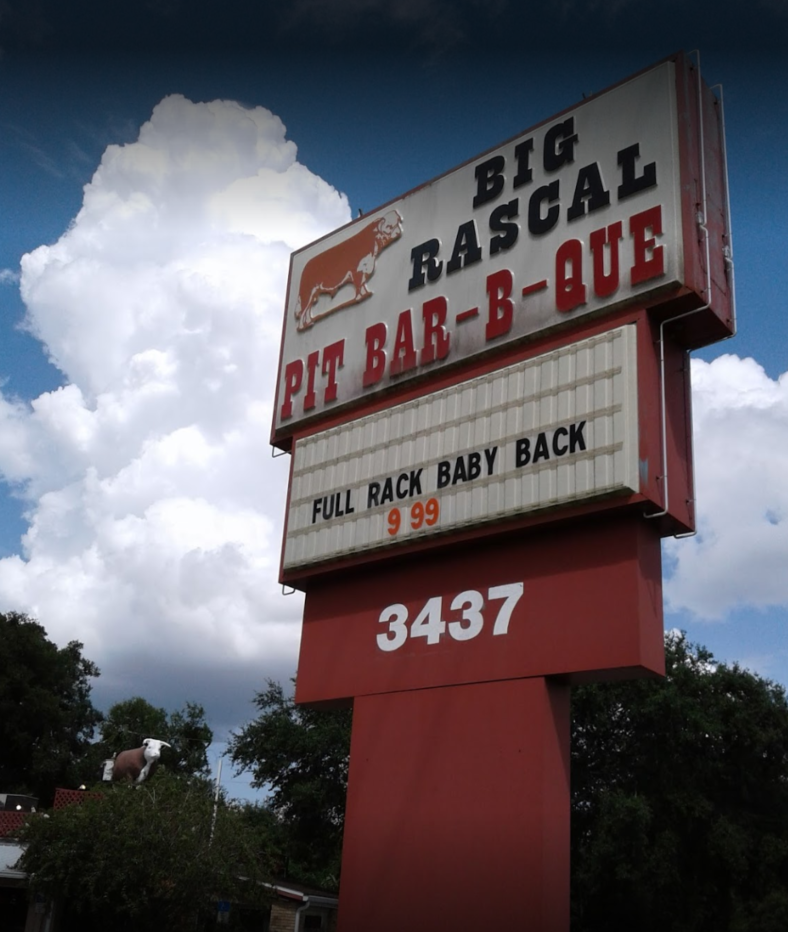 BIG
RASCAL
PIT BAR-B-QUE
FULL RACK BABY BACK
9 99
3437